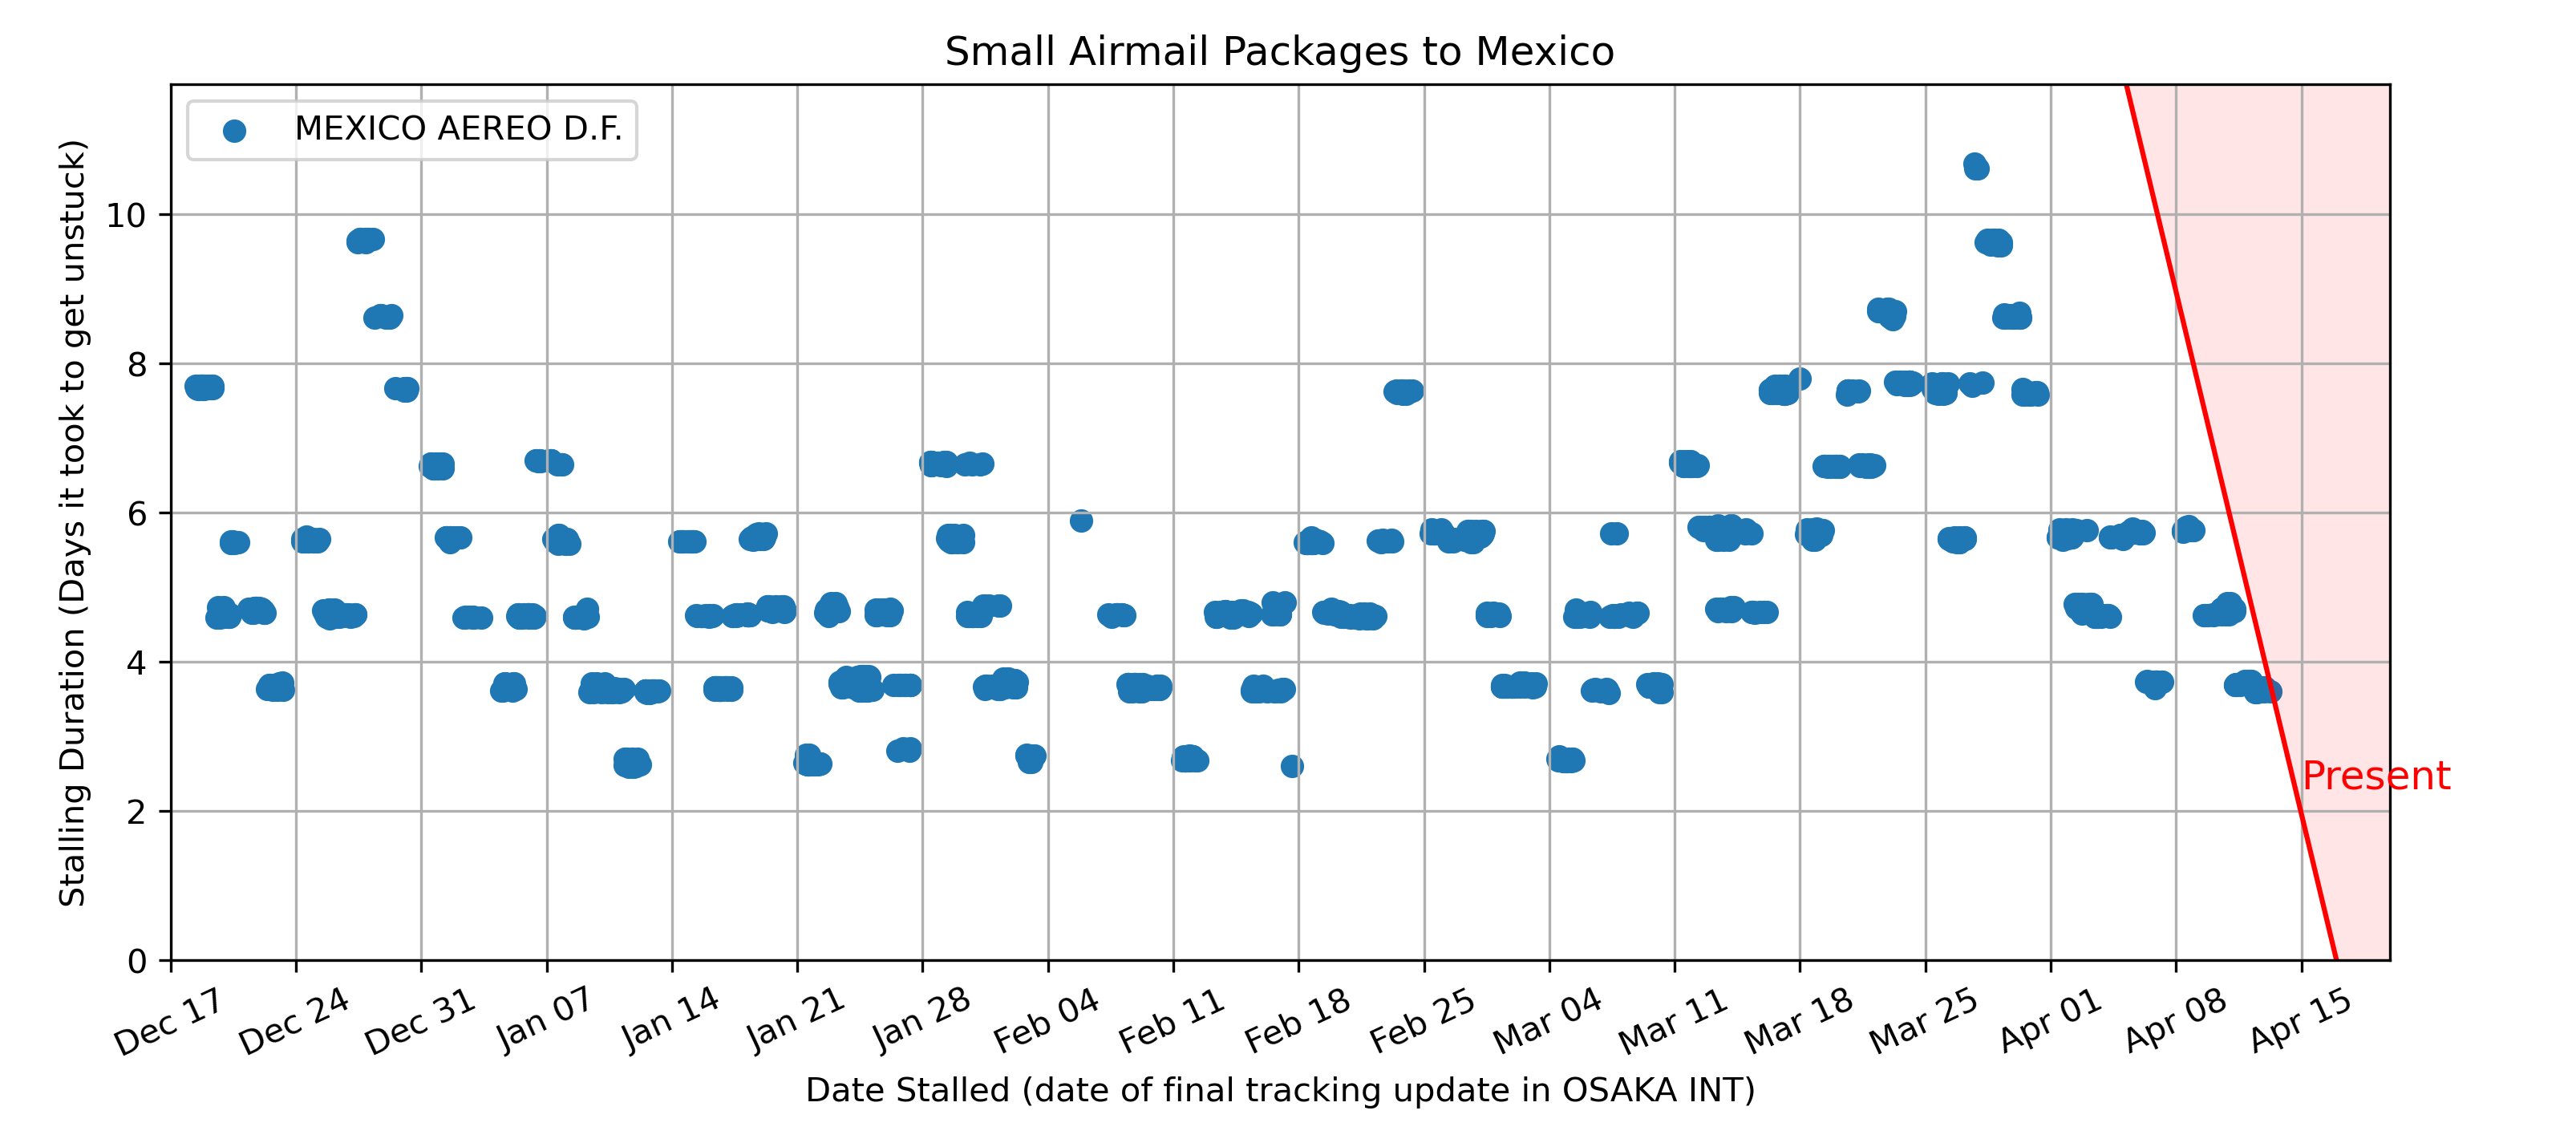 Small Airmail Packages to Mexico
MEXICO AEREO D.F.
Stalling Duration (Days it took to get unstuck)
10
8
6
4
2
0
Present
Dec 17
Dec 24
Dec 31
Jan 07
Jan 14
Jan 21
Jan 28
Feb 04
Feb 11
Feb 18
Feb 25
Mar 04
Mar 11
Mar 18
Mar 25
Apr 01
Apr 08
Apr 15
Date Stalled (date of final tracking update in OSAKA INT)